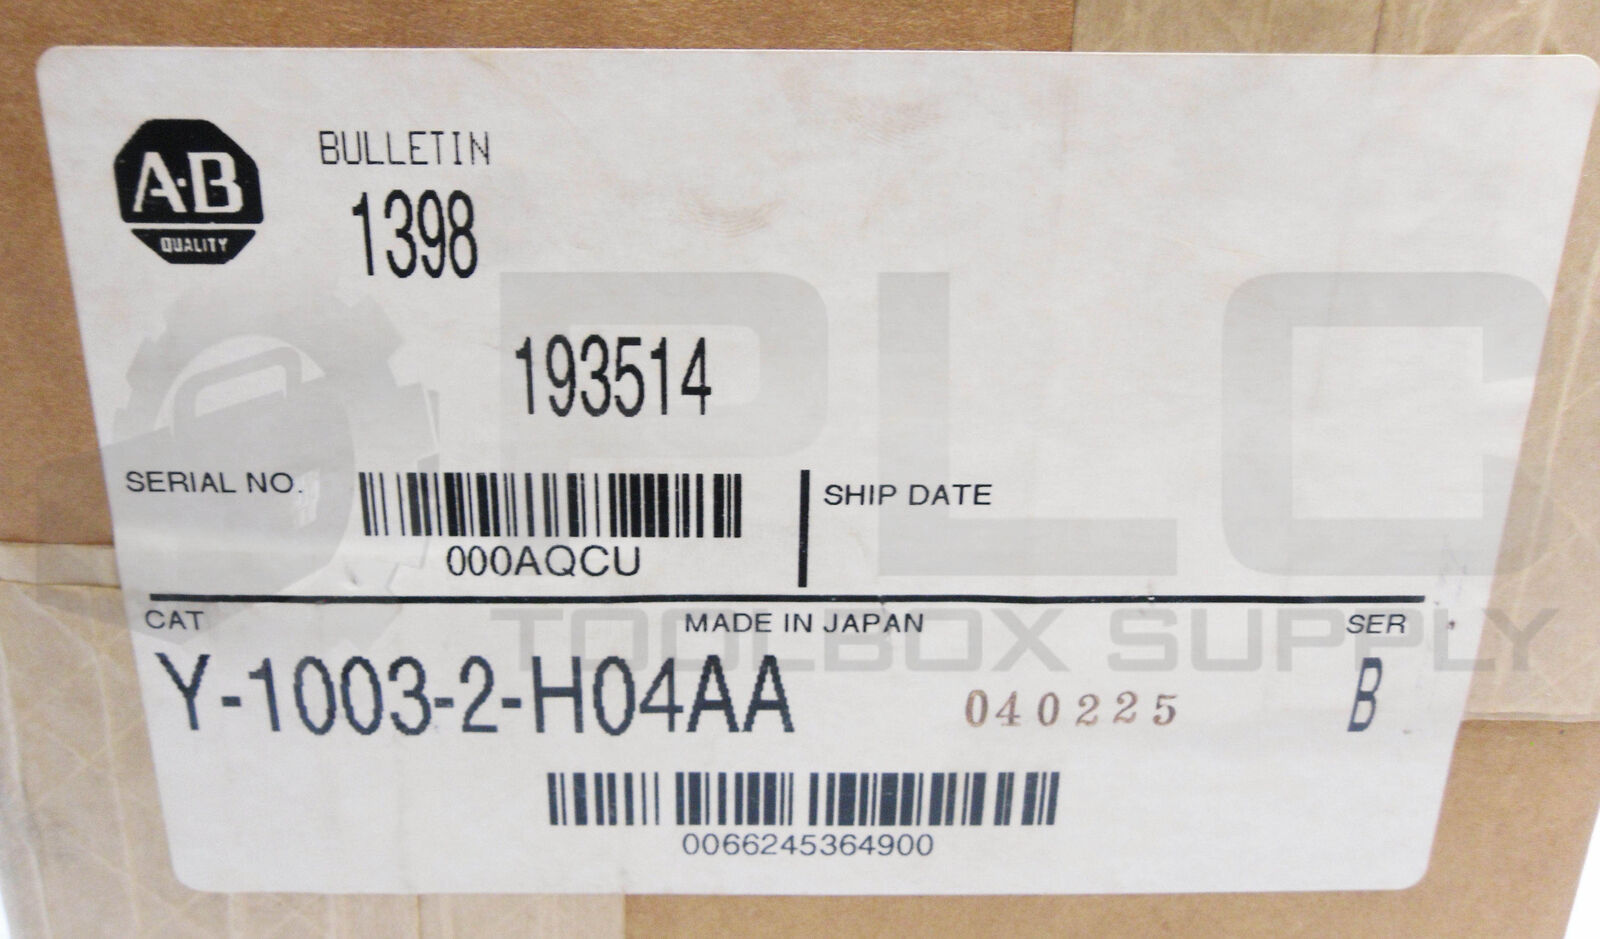 A-B
QUALITY
BULLETIN
1398
193514
SERIAL NO.
000AQCU
SHIP DATE
CAT
MADE IN JAPAN
SER
Y-1003-2-H04AA
040225
B
0066245364900
PLC
TOOLBOX SUPPLY